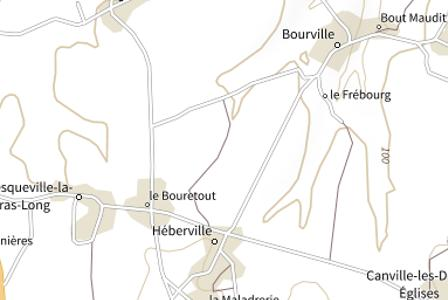 Bout Maudit
Bourville
le Frébourg
100
esqueville-la-
ras-Long
le Bouretout
Héberville
nières
Canville-les-D
Églises
la Maladrerie